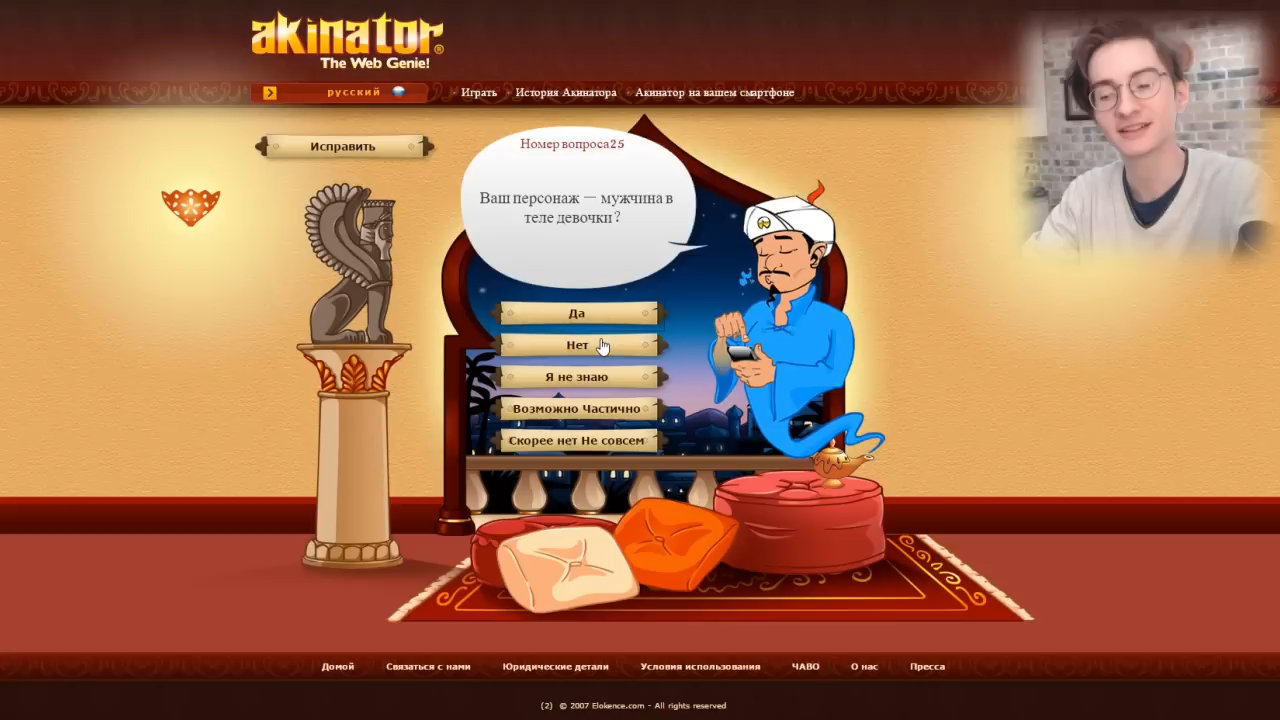 akinator®
The Web Genie!
русский
Играть
История Акинатора
Акинатор на вашем смартфоне
Исправить
Номер вопроса25
Ваш персонаж — мужчина в
теле девочки?
Да
Нет
Я не знаю
Возможно Частично
Скорее нет Не совсем
Домой Связаться с нами Юридические детали Условия использования ЧАВО О нас Пресса
(2) © 2007 Elokence.com - All rights reserved